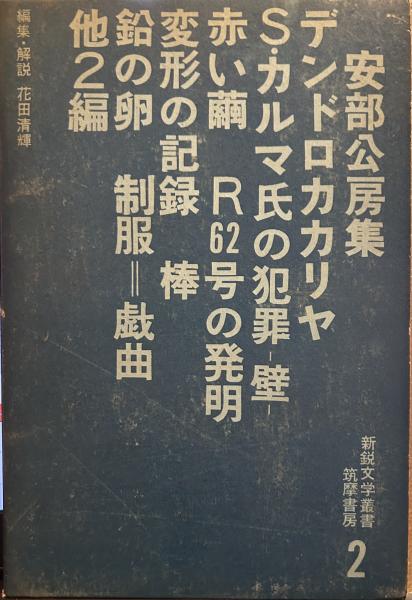 安部公房集
デンドロカカリヤ
S・カルマ氏の犯罪-壁-
赤い繭 R62号の発明
変形の記録 棒
鉛の卵 制服=戯曲
他2編
編集・解説 花田清輝
新鋭文学叢書
筑摩書房
2